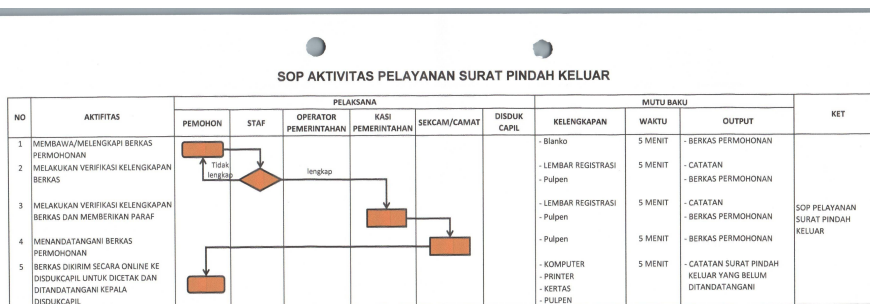 SOP AKTIVITAS PELAYANAN SURAT PINDAH KELUAR
NO
AKTIFITAS
PELAKSANA
MUTU BAKU
KET
PEMOHON
STAF
OPERATOR
PEMERINTAHAN
KASI
PEMERINTAHAN
SEKCAM/CAMAT
DISDUK
CAPIL
KELENGKAPAN
WAKTU
OUTPUT
1
MEMBAWA/MELENGKAPI BERKAS
PERMOHONAN
- Blanko
5 MENIT
- BERKAS PERMOHONAN
2
MELAKUKAN VERIFIKASI KELENGKAPAN
BERKAS
Tidak
lengkap
lengkap
- LEMBAR REGISTRASI
- Pulpen
5 MENIT
- CATATAN
- BERKAS PERMOHONAN
3
MELAKUKAN VERIFIKASI KELENGKAPAN
BERKAS DAN MEMBERIKAN PARAF
- LEMBAR REGISTRASI
- Pulpen
5 MENIT
- CATATAN
- BERKAS PERMOHONAN
SOP PELAYANAN
SURAT PINDAH
KELUAR
4
MENANDATANGANI BERKAS
PERMOHONAN
- Pulpen
5 MENIT
- BERKAS PERMOHONAN
5
BERKAS DIKIRIM SECARA ONLINE KE
DISDUKCAPIL UNTUK DICETAK DAN
DITANDATANGANI KEPALA
DISDUKCAPIL
- KOMPUTER
- PRINTER
- KERTAS
- PULPEN
5 MENIT
- CATATAN SURAT PINDAH
KELUAR YANG BELUM
DITANDATANGANI